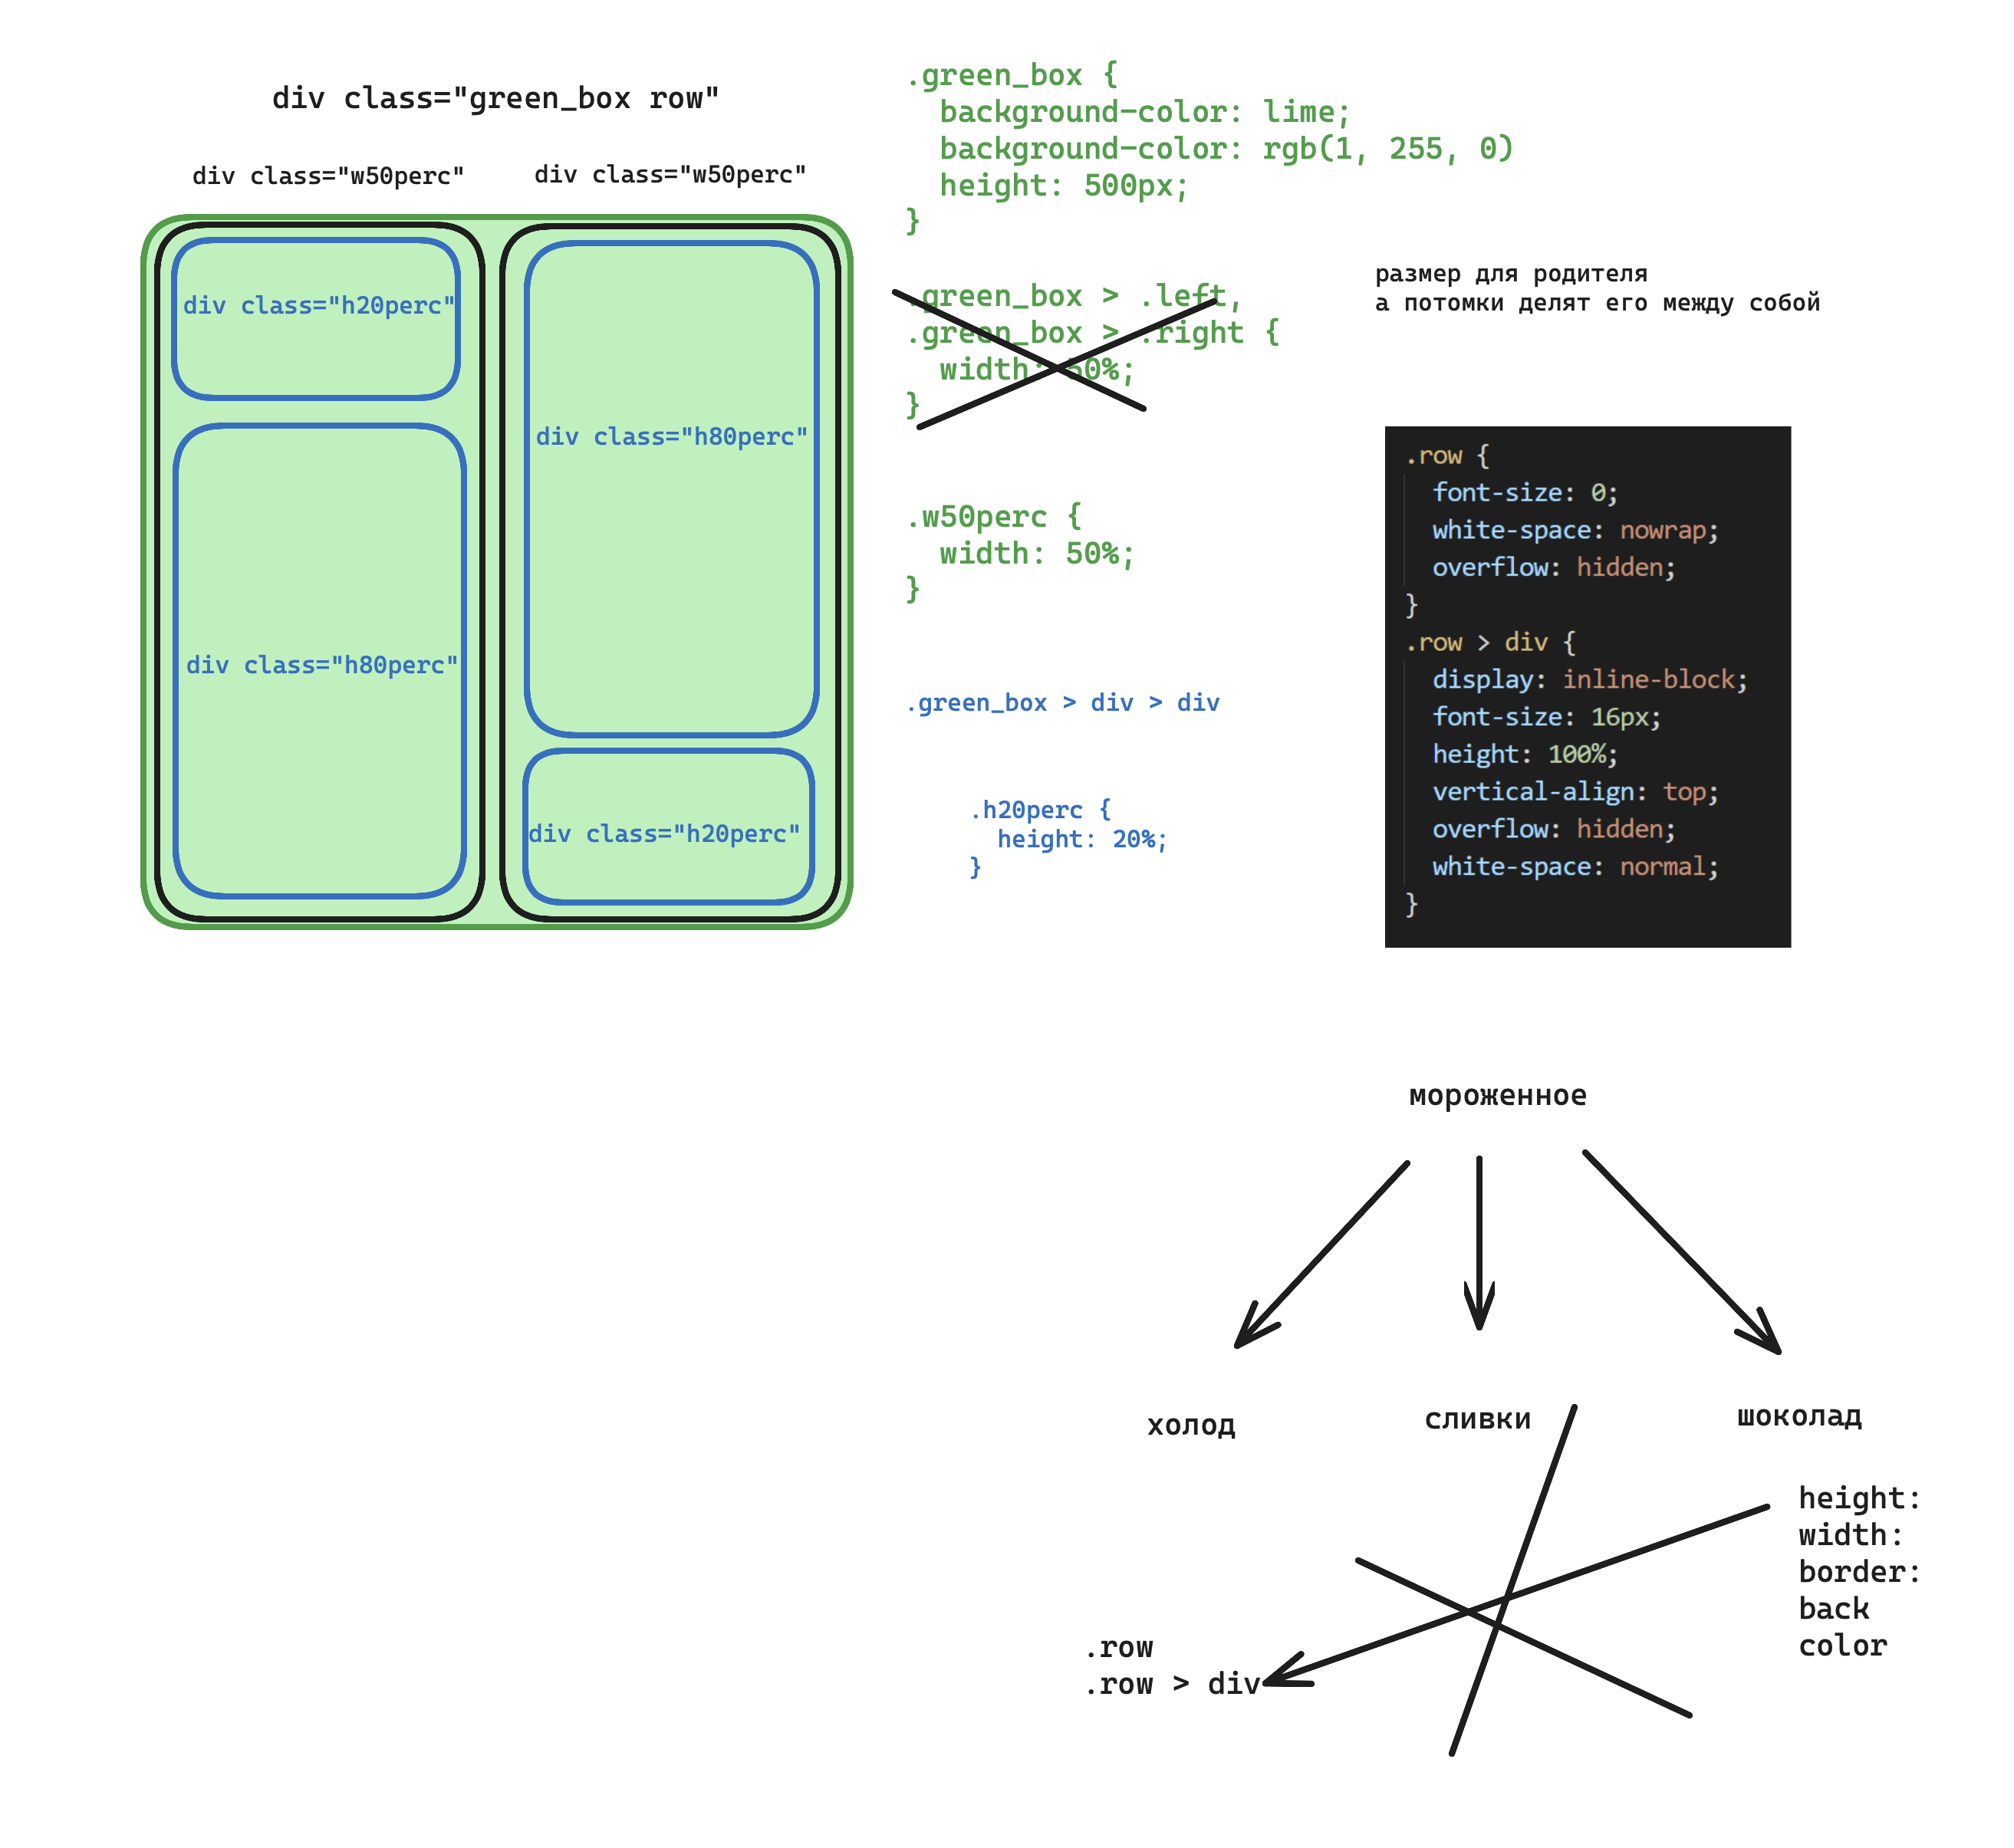 div class="green_box row"
div class="w50perc"
div class="w50perc"
div class="h20perc"
div class="h80perc"
div class="h80perc"
div class="h20perc"
.green_box {
  background-color: lime;
  background-color: rgb(1, 255, 0)
  height: 500px;
}
.green_box > .left,
.green_box > .right {
  width: 50%;
}
.w50perc {
  width: 50%;
}
.green_box > div > div
.h20perc {
  height: 20%;
}
размер для родителя
а потомки делят его между собой
.row {
  font-size: 0;
  white-space: nowrap;
  overflow: hidden;
}
.row > div {
  display: inline-block;
  font-size: 16px;
  height: 100%;
  vertical-align: top;
  overflow: hidden;
  white-space: normal;
}
мороженное
холод
сливки
шоколад
height:
width:
border:
back
color
.row
.row > div